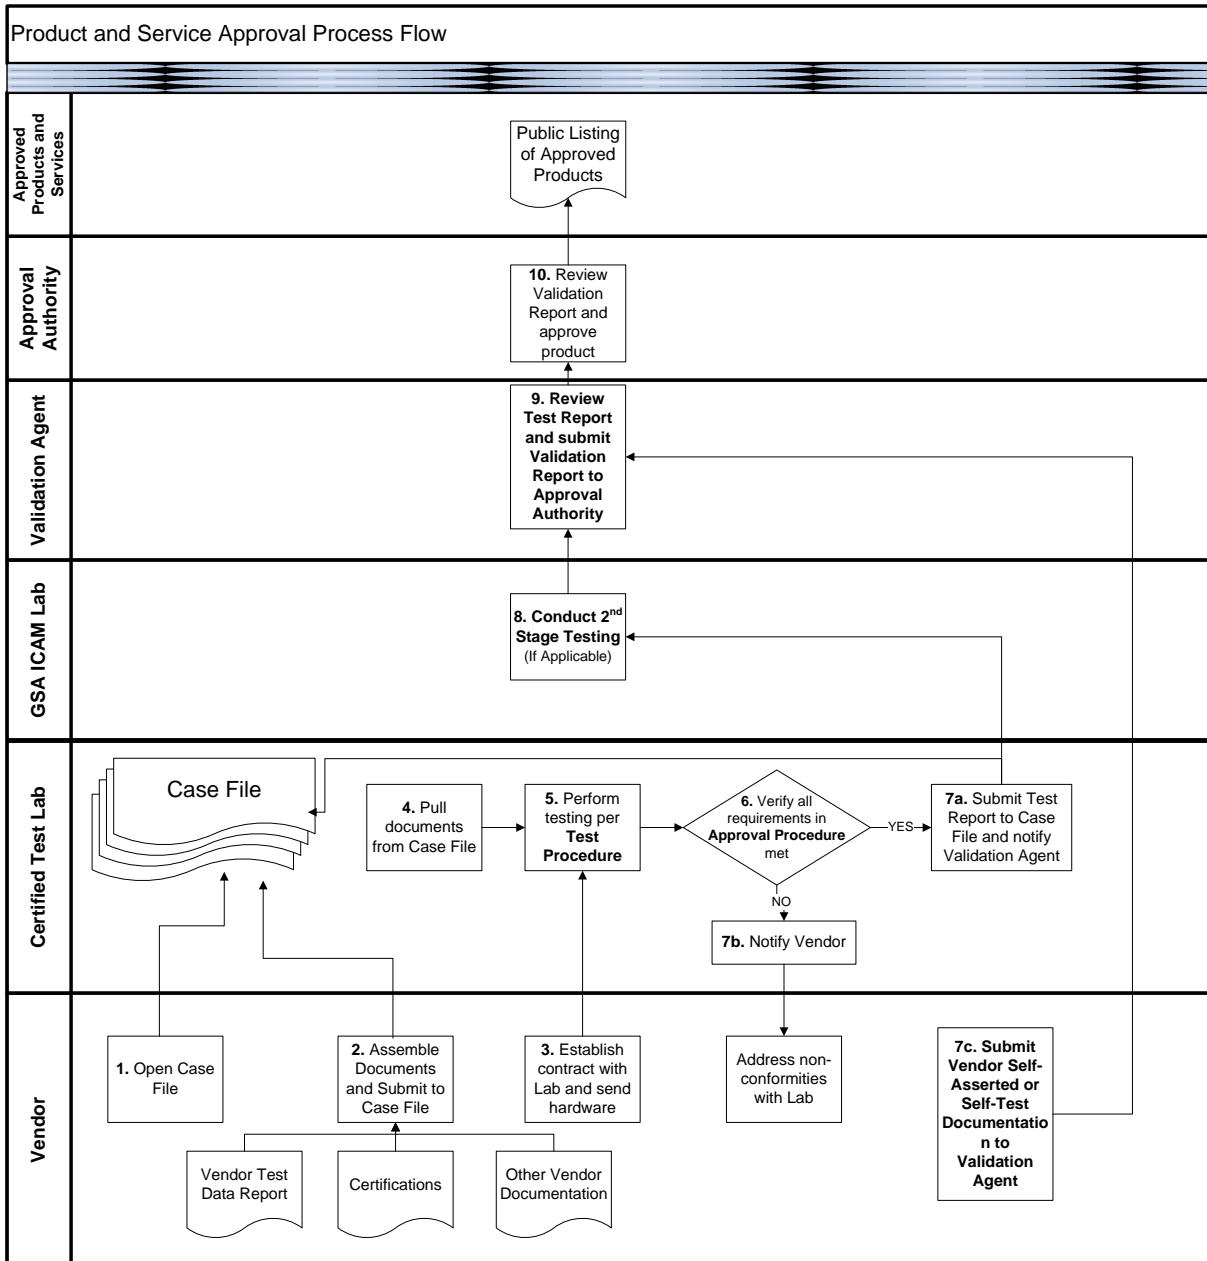 Product and Service Approval Process Flow
Approved
Products and
Services
Public Listing
of Approved
Products
Approval
Authority
10. Review
Validation
Report and
approve
product
Validation Agent
9. Review
Test Report
and submit
Validation
Report to
Approval
Authority
GSA ICAM Lab
8. Conduct 2nd
Stage Testing
(If Applicable)
Certified Test Lab
Case File
4. Pull
documents
from Case File
5. Perform
testing per
Test
Procedure
6. Verify all
requirements in
Approval Procedure
met
YES
7a. Submit Test
Report to Case
File and notify
Validation Agent
NO
7b. Notify Vendor
Vendor
1. Open Case
File
2. Assemble
Documents
and Submit to
Case File
3. Establish
contract with
Lab and send
hardware
Address non-
conformities
with Lab
7c. Submit
Vendor Self-
Asserted or
Self-Test
Documentatio
n to
Validation
Agent
Vendor Test
Data Report
Certifications
Other Vendor
Documentation